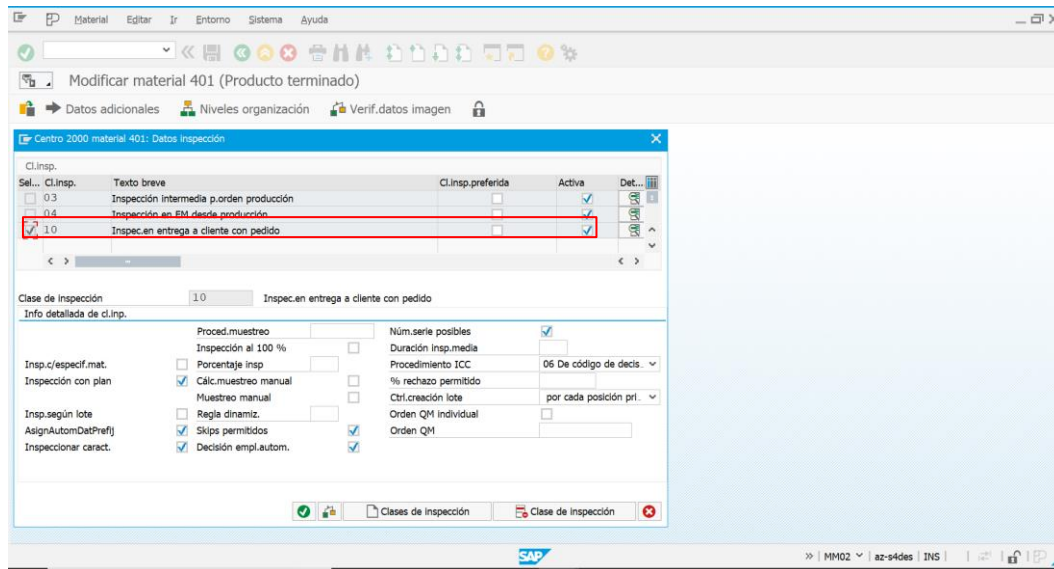 Material Editar Ir Entorno Sistema Ayuda
Modificar material 401 (Producto terminado)
Datos adicionales Niveles organización Verif.datos imagen
Centro 2000 material 401: Datos inspección
Cl.insp.
Sel... Cl.insp. Texto breve Cl.insp.preferida Activa Det...
03 Inspección intermedia p.orden producción
04 Inspección en EM desde producción
10 Inspec.en entrega a cliente con pedido
Clase de inspección 10 Inspec.en entrega a cliente con pedido
Info detallada de cl.inp.
Proced.muestreo Núm.serie posibles
Inspección al 100 % Duración insp.media
Insp.c/especif.mat. Porcentaje insp Procedimiento ICC 06 De código de decis..
Inspección con plan Cálc.muestreo manual % rechazo permitido
Muestreo manual Ctrl.creación lote por cada posición pri..
Insp.según lote Regla dinamiz. Orden QM individual
AsignAutomDatPrefij Skips permitidos Orden QM
Inspeccionar caract. Decisión empl.autom.
Clases de inspección Clase de inspección
SAP
MM02 az-s4des INS